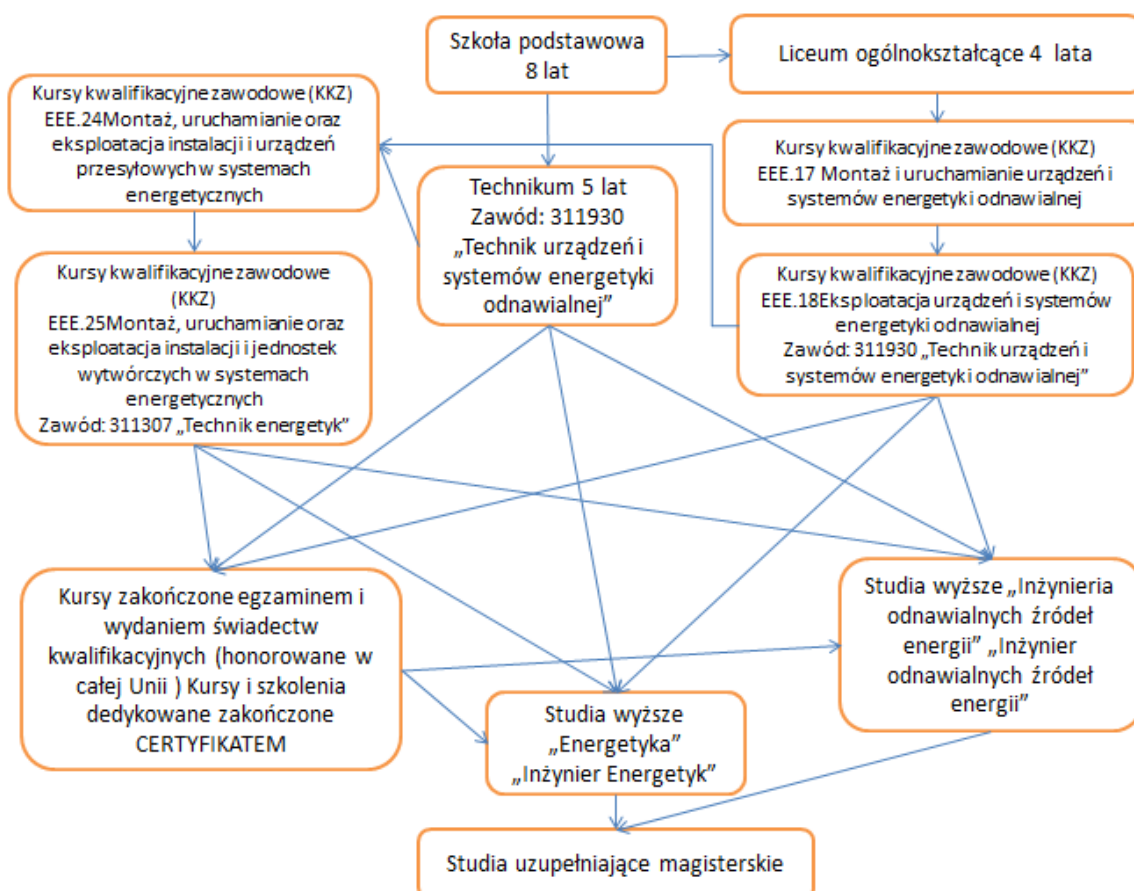 Szkoła podstawowa
8 lat
Liceum ogólnokształcące 4 lata
Kursy kwalifikacyjne zawodowe (KKZ)
EEE.24Montaż, uruchamianie oraz
eksploatacja instalacji i urządzeń
przesyłowych w systemach
energetycznych
Technikum 5 lat
Zawód: 311930
„Technik urządzeń i
systemów energetyki
odnawialnej”
Kursy kwalifikacyjne zawodowe (KKZ)
EEE.17 Montaż i uruchamianie urządzeń i
systemów energetyki odnawialnej
Kursy kwalifikacyjne zawodowe
(KKZ)
EEE.25Montaż, uruchamianie oraz
eksploatacja instalacji i jednostek
wytwórczych w systemach
energetycznych
Zawód: 311307 „Technik energetyk”
Kursy kwalifikacyjne zawodowe (KKZ)
EEE.18Eksploatacja urządzeń i systemów
energetyki odnawialnej
Zawód: 311930 „Technik urządzeń i
systemów energetyki odnawialnej”
Kursy zakończone egzaminem i
wydaniem świadectw
kwalifikacyjnych (honorowane w
całej Unii ) Kursy i szkolenia
dedykowane zakończone
CERTYFIKATEM
Studia wyższe
„Energetyka”
„Inżynier Energetyk”
Studia wyższe „Inżynieria
odnawialnych źródeł
energii” „Inżynier
odnawialnych źródeł
energii”
Studia uzupełniające magisterskie